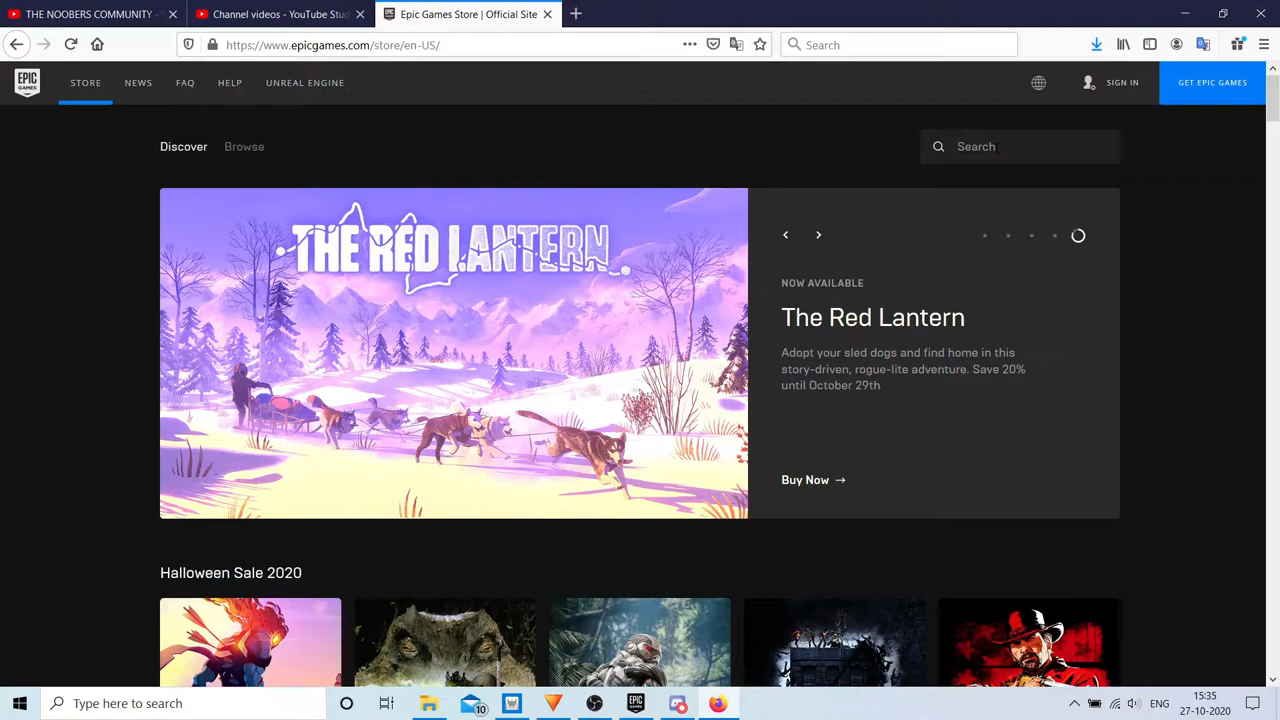 THE NOOBERS COMMUNITY -
Channel videos - YouTube Stud
Epic Games Store | Official Site
https://www.epicgames.com/store/en-US/
Search
EPIC GAMES
STORE
NEWS
FAQ
HELP
UNREAL ENGINE
SIGN IN
GET EPIC GAMES
Discover
Browse
Search
THE RED LANTERN
NOW AVAILABLE
The Red Lantern
Adopt your sled dogs and find home in this
story-driven, rogue-lite adventure. Save 20%
until October 29th
Buy Now →
Halloween Sale 2020
Type here to search
10
EPIC GAMES
ENG
15:35
27-10-2020